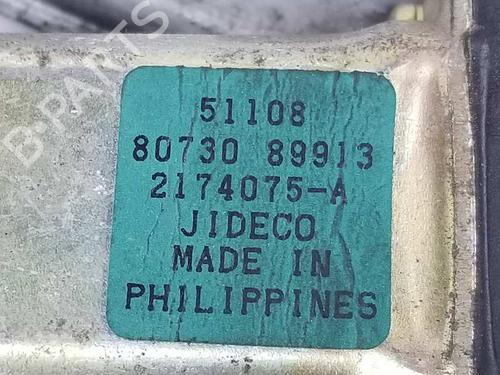 B-PARTS
51108
80730 89913
2174075-A
JIDECO
MADE IN
PHILIPPINES